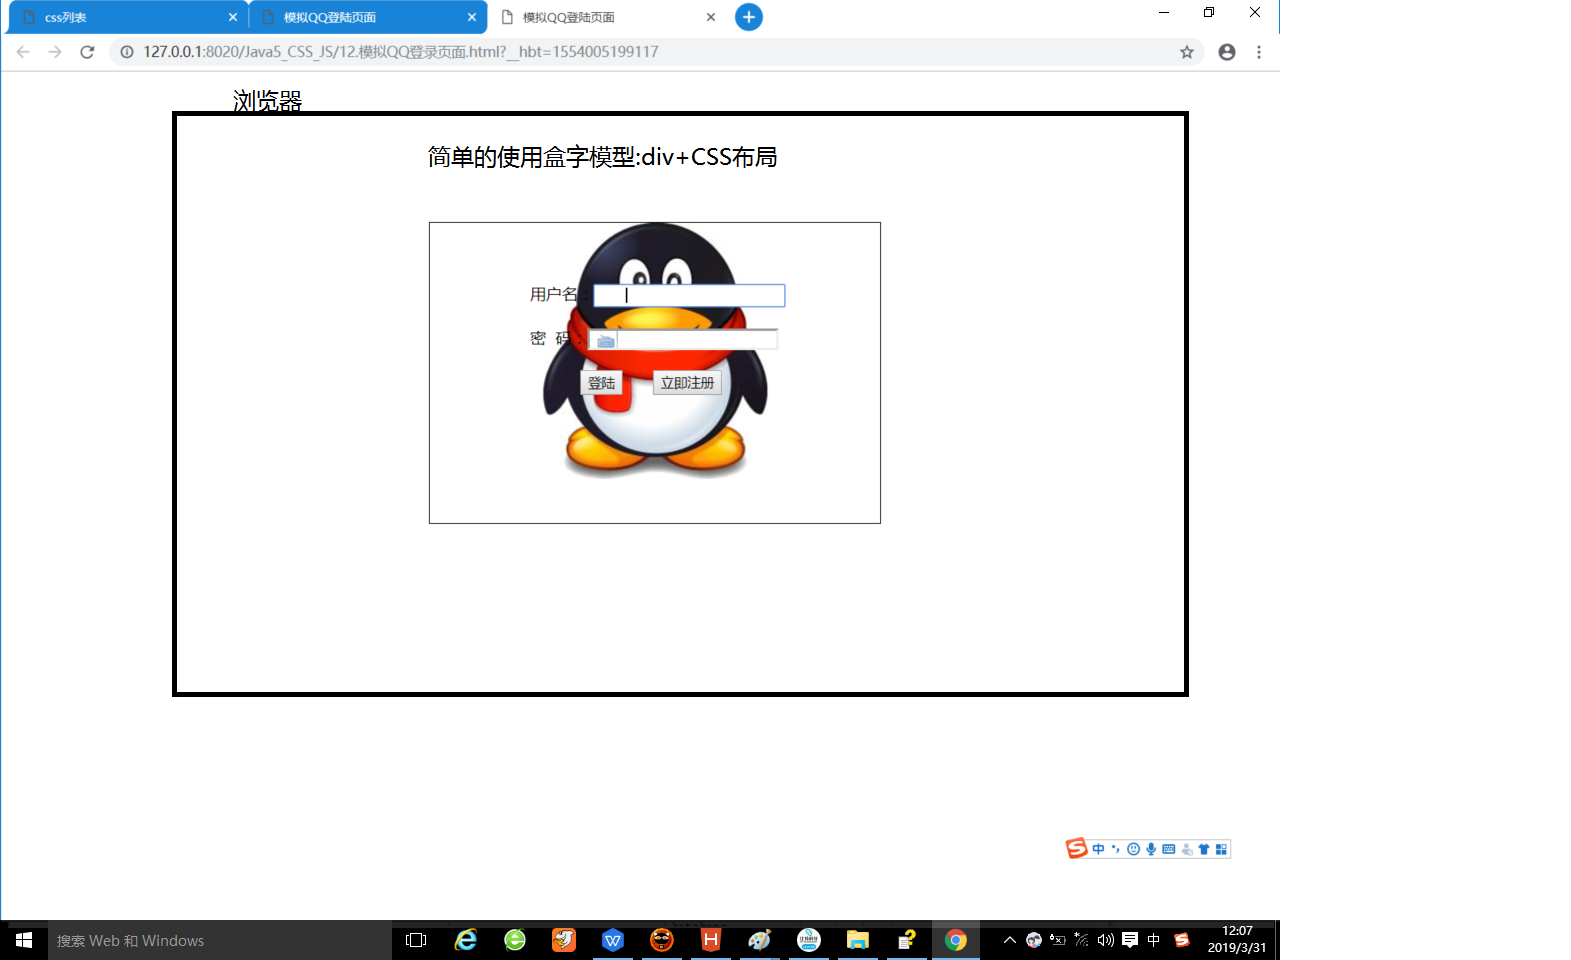 css列表
模拟QQ登陆页面
模拟QQ登陆页面
127.0.0.1:8020/Java5_CSS_JS/12.模拟QQ登录页面.html?__hbt=1554005199117
浏览器
简单的使用盒字模型:div+CSS布局
用户名:
密 码:
登陆 立即注册
中
搜索 Web 和 Windows
中
12:07
2019/3/31